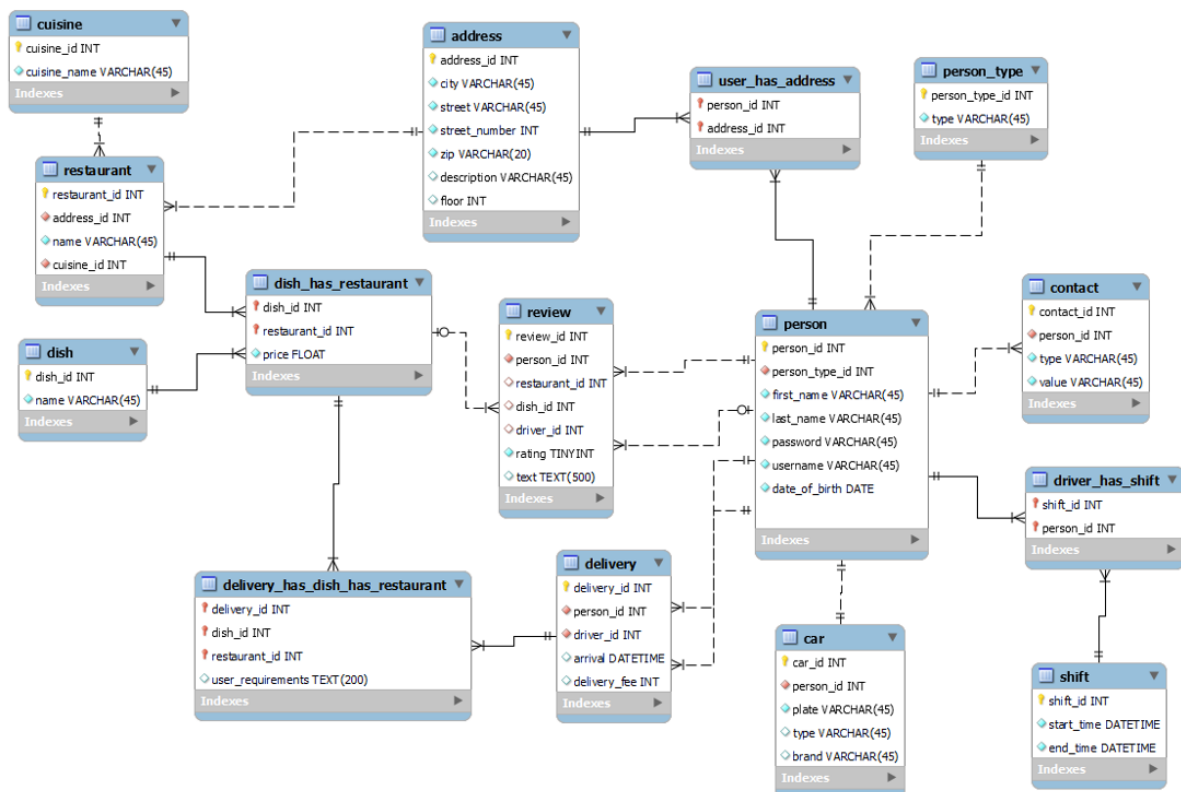 cuisine
cuisine_id INT
cuisine_name VARCHAR(45)
Indexes
address
address_id INT
city VARCHAR(45)
street VARCHAR(45)
street_number INT
zip VARCHAR(20)
description VARCHAR(45)
floor INT
Indexes
user_has_address
person_id INT
address_id INT
Indexes
person_type
person_type_id INT
type VARCHAR(45)
Indexes
restaurant
restaurant_id INT
address_id INT
name VARCHAR(45)
cuisine_id INT
Indexes
dish_has_restaurant
dish_id INT
restaurant_id INT
price FLOAT
Indexes
dish
dish_id INT
name VARCHAR(45)
Indexes
review
review_id INT
person_id INT
restaurant_id INT
dish_id INT
driver_id INT
rating TINYINT
text TEXT(500)
Indexes
person
person_id INT
person_type_id INT
first_name VARCHAR(45)
last_name VARCHAR(45)
password VARCHAR(45)
username VARCHAR(45)
date_of_birth DATE
Indexes
contact
contact_id INT
person_id INT
type VARCHAR(45)
value VARCHAR(45)
Indexes
driver_has_shift
shift_id INT
person_id INT
Indexes
delivery_has_dish_has_restaurant
delivery_id INT
dish_id INT
restaurant_id INT
user_requirements TEXT(200)
Indexes
delivery
delivery_id INT
person_id INT
driver_id INT
arrival DATETIME
delivery_fee INT
Indexes
car
car_id INT
person_id INT
plate VARCHAR(45)
type VARCHAR(45)
brand VARCHAR(45)
Indexes
shift
shift_id INT
start_time DATETIME
end_time DATETIME
Indexes